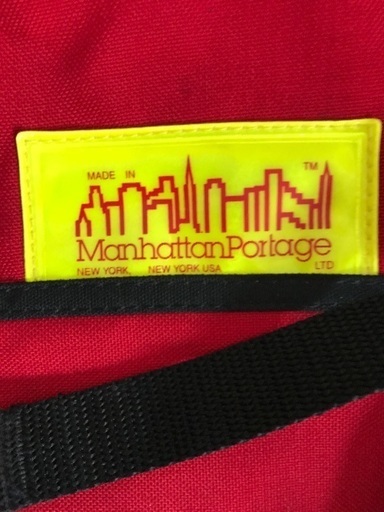 MADE IN
TM
ManhattanPortage
NEW YORK, NEW YORK USA LTD